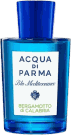 ACQUA
DI
PARMA
Blu Mediterraneo
BERGAMOTTO
DI CALABRIA